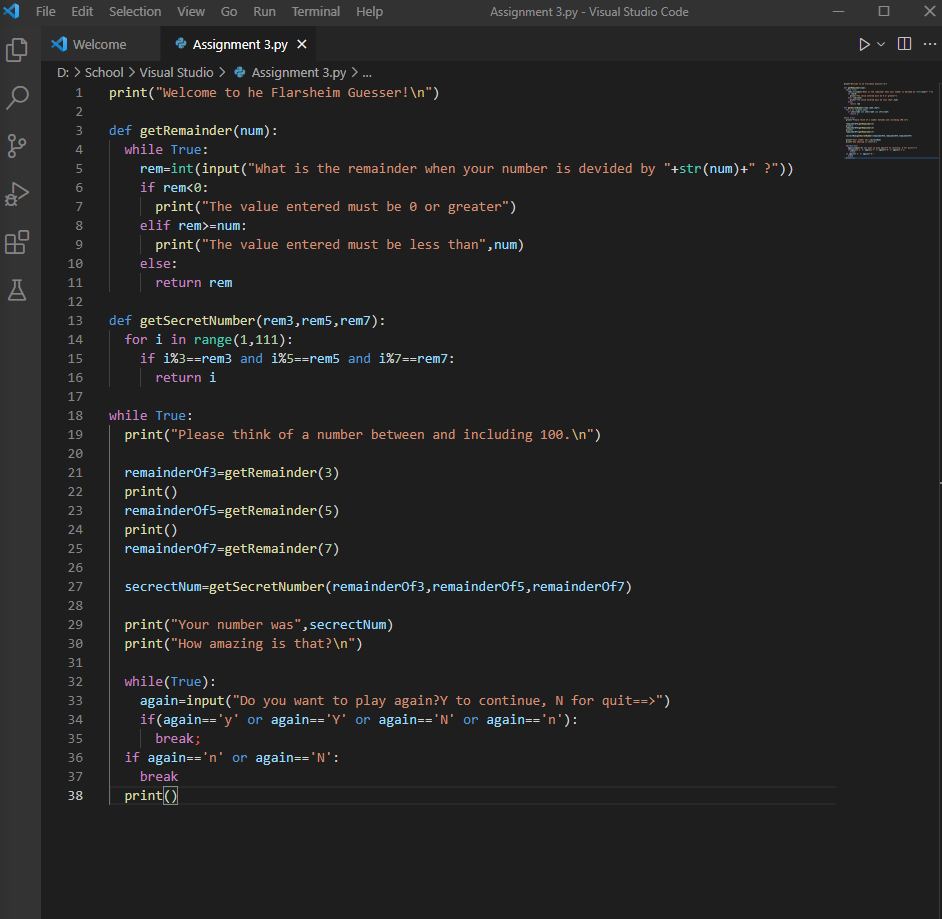 File Edit Selection View Go Run Terminal Help Assignment 3.py - Visual Studio Code
Welcome Assignment 3.py
D: > School > Visual Studio > Assignment 3.py > ...
1 print("Welcome to he Flarsheim Guesser!\n")
2
3 def getRemainder(num):
4   while True:
5     rem=int(input("What is the remainder when your number is devided by "+str(num)+" ?"))
6     if rem<0:
7       print("The value entered must be 0 or greater")
8     elif rem>=num:
9       print("The value entered must be less than",num)
10     else:
11       return rem
12
13 def getSecretNumber(rem3,rem5,rem7):
14   for i in range(1,111):
15     if i%3==rem3 and i%5==rem5 and i%7==rem7:
16       return i
17
18 while True:
19   print("Please think of a number between and including 100.\n")
20
21   remainderOf3=getRemainder(3)
22   print()
23   remainderOf5=getRemainder(5)
24   print()
25   remainderOf7=getRemainder(7)
26
27   secrectNum=getSecretNumber(remainderOf3,remainderOf5,remainderOf7)
28
29   print("Your number was",secrectNum)
30   print("How amazing is that?\n")
31
32   while(True):
33     again=input("Do you want to play again?Y to continue, N for quit==>")
34     if(again=='y' or again=='Y' or again=='N' or again=='n'):
35       break;
36   if again=='n' or again=='N':
37     break
38   print()